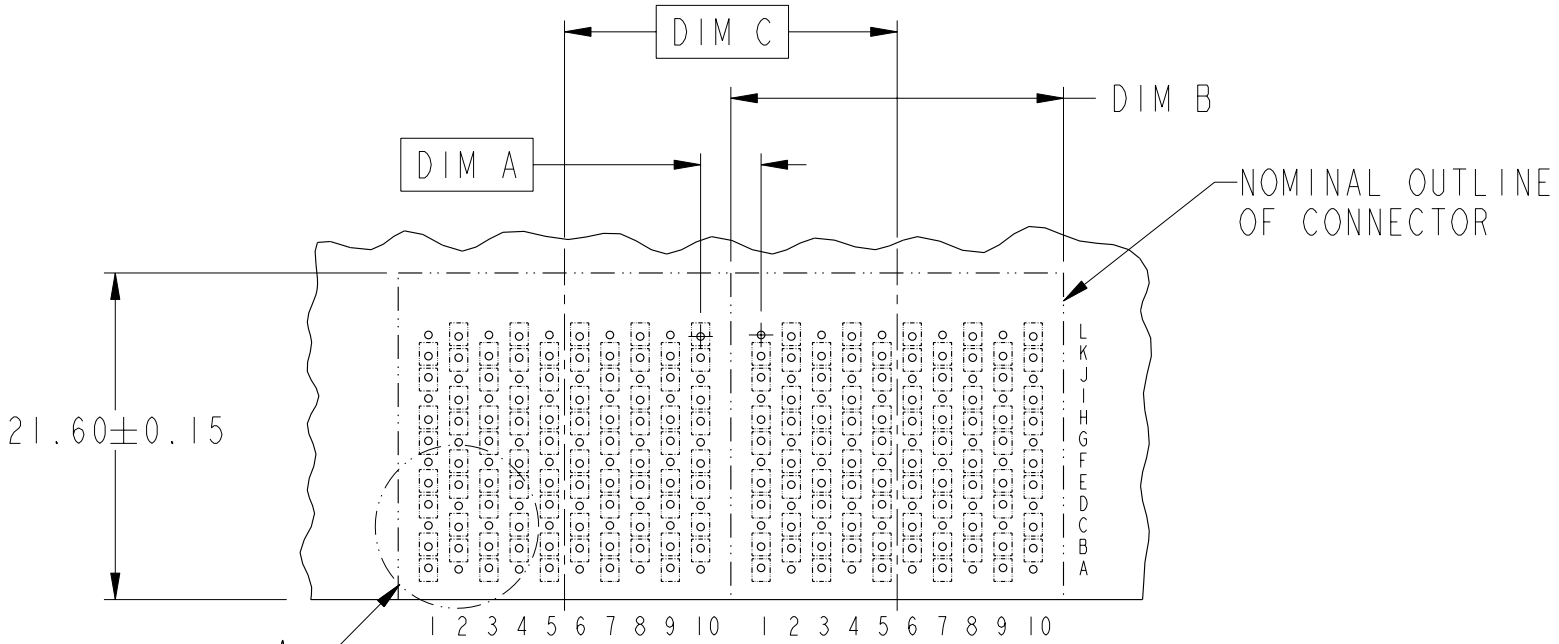 DIM C
DIM B
DIM A
NOMINAL OUTLINE
OF CONNECTOR
21.60±0.15
L
K
J
I
H
G
F
E
D
C
B
A
1 2 3 4 5 6 7 8 9 10 1 2 3 4 5 6 7 8 9 10